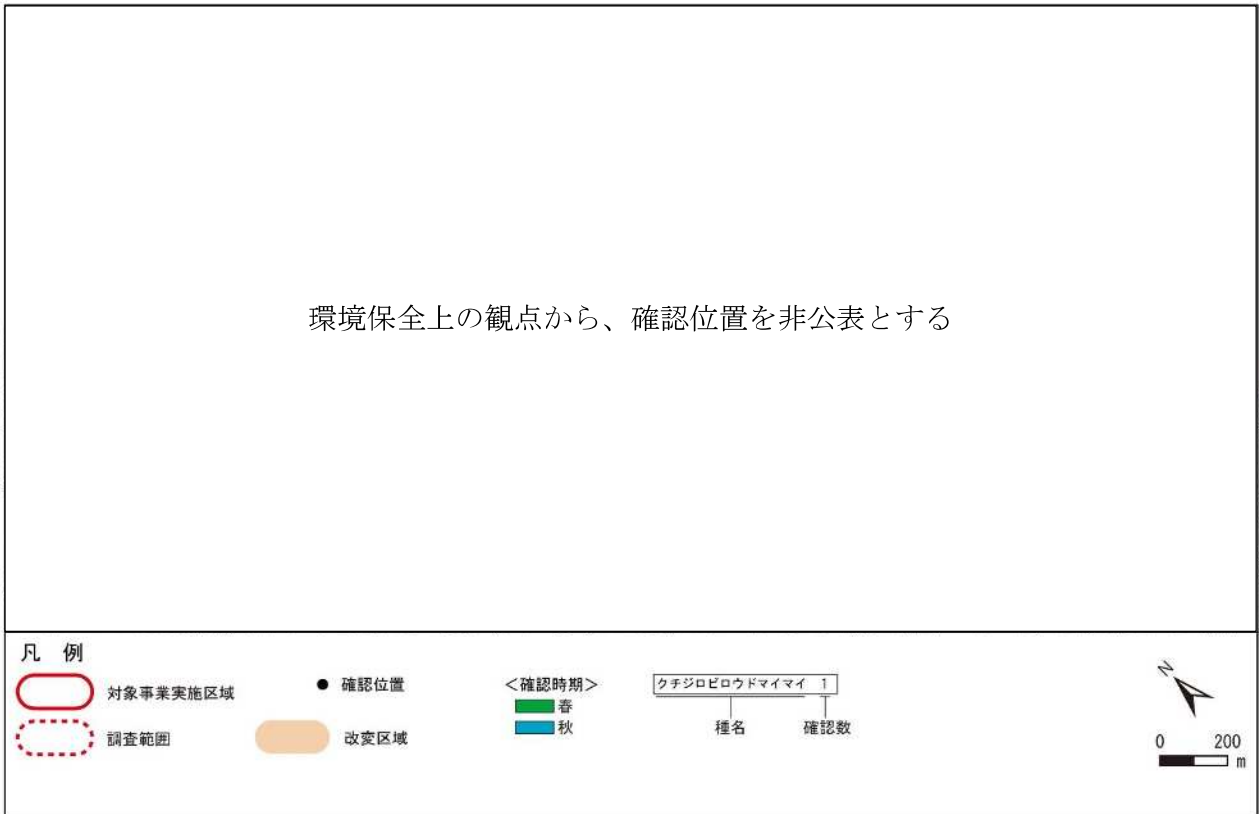 環境保全上の観点から、確認位置を非公表とする
凡　例
対象事業実施区域
調査範囲
確認位置
改変区域
＜確認時期＞
春
秋
クチジロビロウドマイマイ　1
種名　確認数
N
0　200
m